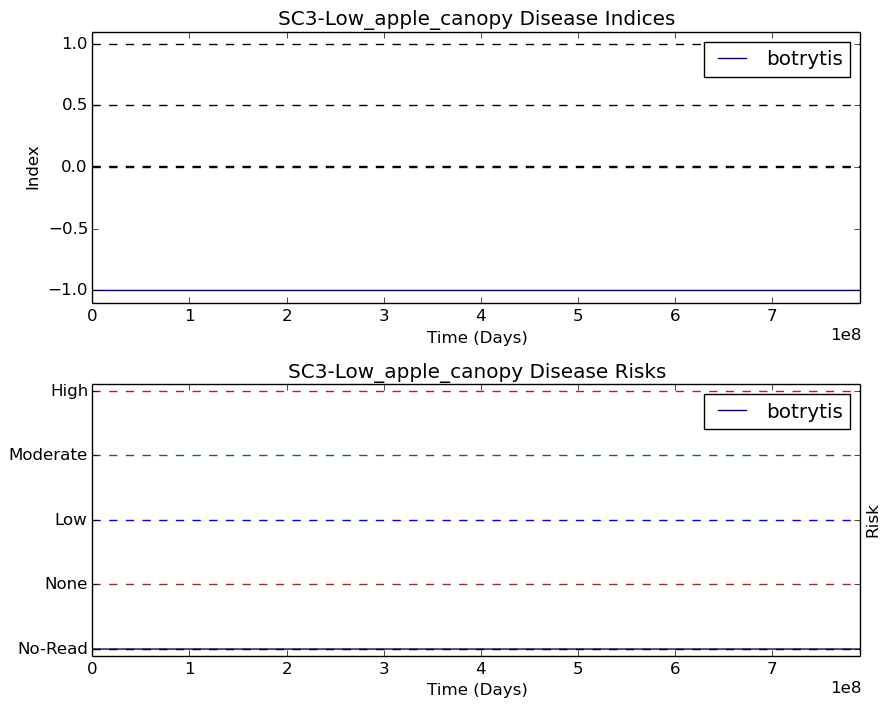 SC3-Low_apple_canopy Disease Indices
1.0
0.5
0.0
−0.5
−1.0
Index
botrytis
0 1 2 3 4 5 6 7
1e8
Time (Days)
SC3-Low_apple_canopy Disease Risks
High
Moderate
Low
None
No-Read
botrytis
Risk
0 1 2 3 4 5 6 7
1e8
Time (Days)